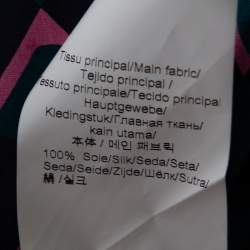 Tissu principal/Main fabric/
Tejido principal /
essuto principale/Tecido principal
Hauptgewebe/
Kledingstuk/Главная ткань/
kain utama/
本体 / 메인 패브릭
100% Soie/Silk/Seda/Seta/
Seda/Seide/Zijde/Шёлк/Sutra/
絹/실크